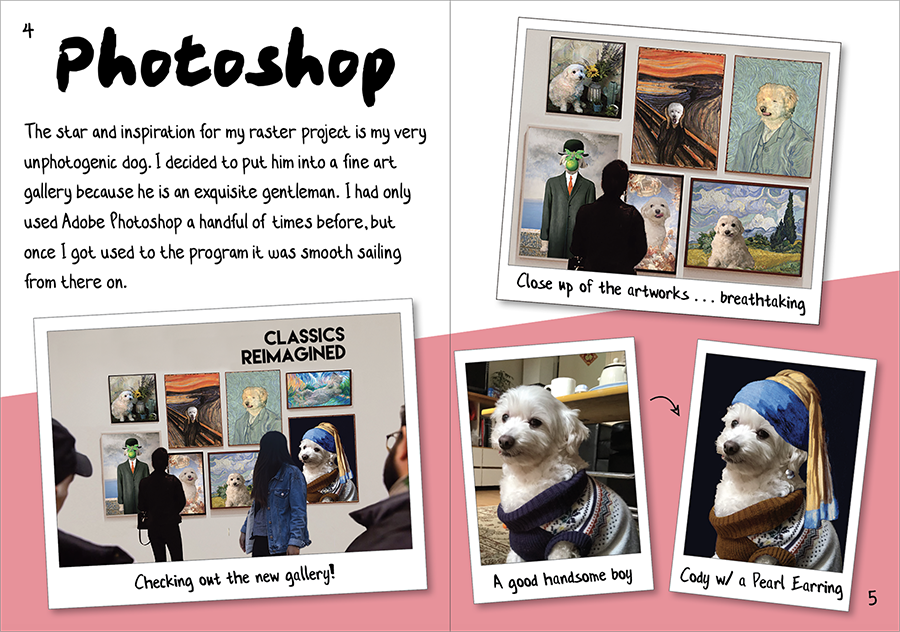 4
Photoshop
The star and inspiration for my raster project is my very
unphotogenic dog. I decided to put him into a fine art
gallery because he is an exquisite gentleman. I had only
used Adobe Photoshop a handful of times before, but
once I got used to the program it was smooth sailing
from there on.
CLASSICS
REIMAGINED
Checking out the new gallery!
Close up of the artworks . . . breathtaking
A good handsome boy
Cody w/ a Pearl Earring
5